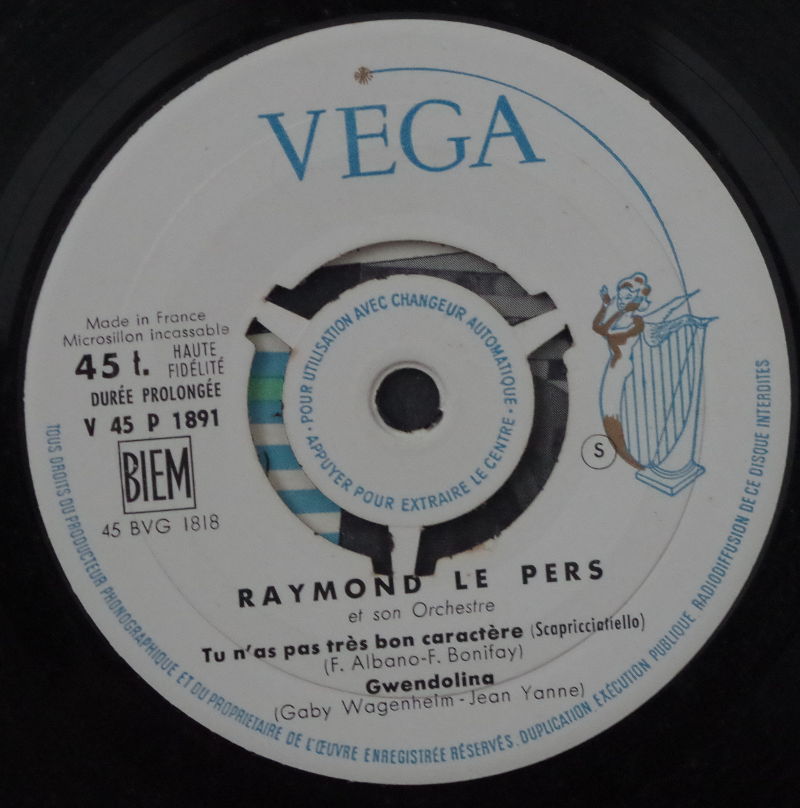 VEGA
Made in France
Microsillon incassable
45 t. HAUTE FIDÉLITÉ
DURÉE PROLONGÉE
V 45 P 1891
BIEM
45 BVG 1818
POUR UTILISATION AVEC CHANGEUR AUTOMATIQUE ·
APPUYER POUR EXTRAIRE LE CENTRE ·
S
RAYMOND LE PERS
et son Orchestre
Tu n'as pas très bon caractère (Scapricciatiello)
(F. Albano-F. Bonifay)
Gwendolina
(Gaby Wagenheim - Jean Yanne)
TOUS DROITS DU PRODUCTEUR PHONOGRAPHIQUE ET DU PROPRIETAIRE DE L'ŒUVRE ENREGISTRÉE RÉSERVÉS. DUPLICATION EXÉCUTION PUBLIQUE RADIODIFFUSION DE CE DISQUE INTERDITES